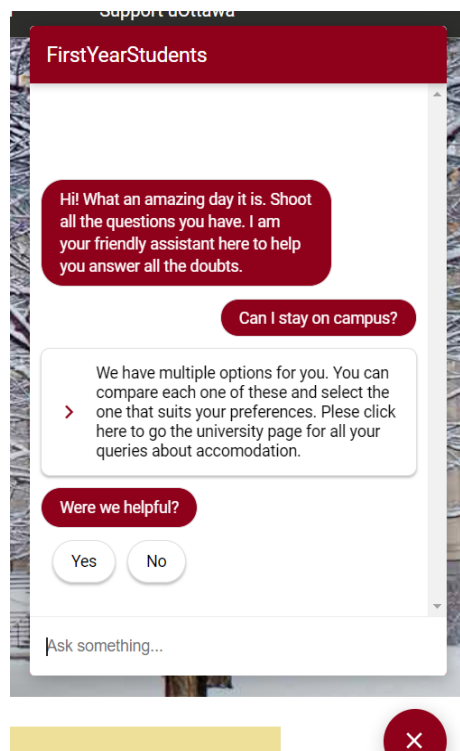 Support uOttawa
FirstYearStudents
Hi! What an amazing day it is. Shoot
all the questions you have. I am
your friendly assistant here to help
you answer all the doubts.
Can I stay on campus?
We have multiple options for you. You can
compare each one of these and select the
one that suits your preferences. Plese click
here to go the university page for all your
queries about accomodation.
Were we helpful?
Yes No
Ask something...